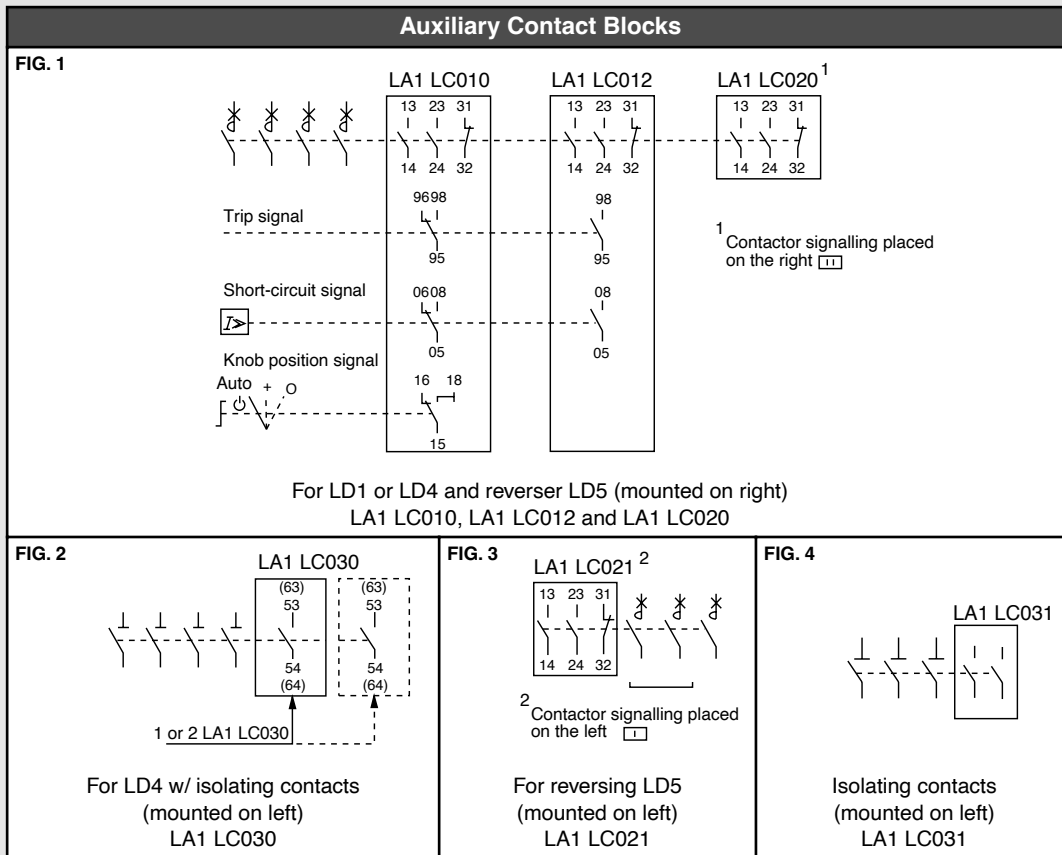 Auxiliary Contact Blocks
FIG. 1
LA1 LC010
LA1 LC012
LA1 LC020 1
13 23 31
13 23 31
13 23 31
14 24 32
14 24 32
14 24 32
Trip signal
96 98
95
98
95
1 Contactor signalling placed
on the right
Short-circuit signal
I>
06 08
05
08
05
Knob position signal
Auto + O
16 18
15
For LD1 or LD4 and reverser LD5 (mounted on right)
LA1 LC010, LA1 LC012 and LA1 LC020
FIG. 2
LA1 LC030
(63) (63)
53 53
54 54
(64) (64)
1 or 2 LA1 LC030
For LD4 w/ isolating contacts
(mounted on left)
LA1 LC030
FIG. 3
LA1 LC021 2
13 23 31
14 24 32
2 Contactor signalling placed
on the left
For reversing LD5
(mounted on left)
LA1 LC021
FIG. 4
LA1 LC031
Isolating contacts
(mounted on left)
LA1 LC031